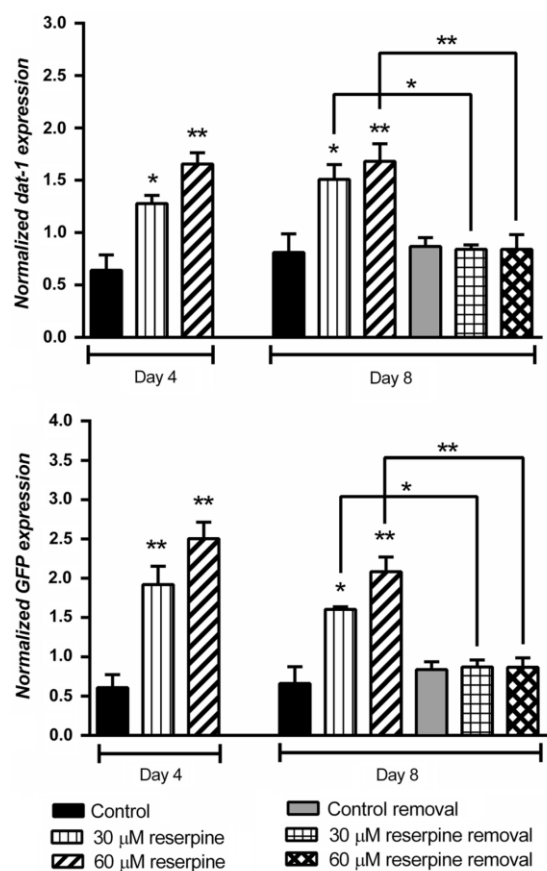 3.0
2.5
2.0
1.5
1.0
0.5
0.0
Normalized dat-1 expression
*
**
*
**
*
**
Day 4
Day 8
4.0
3.5
3.0
2.5
2.0
1.5
1.0
0.5
0.0
Normalized GFP expression
**
**
*
**
*
**
Day 4
Day 8
Control
30 µM reserpine
60 µM reserpine
Control removal
30 µM reserpine removal
60 µM reserpine removal